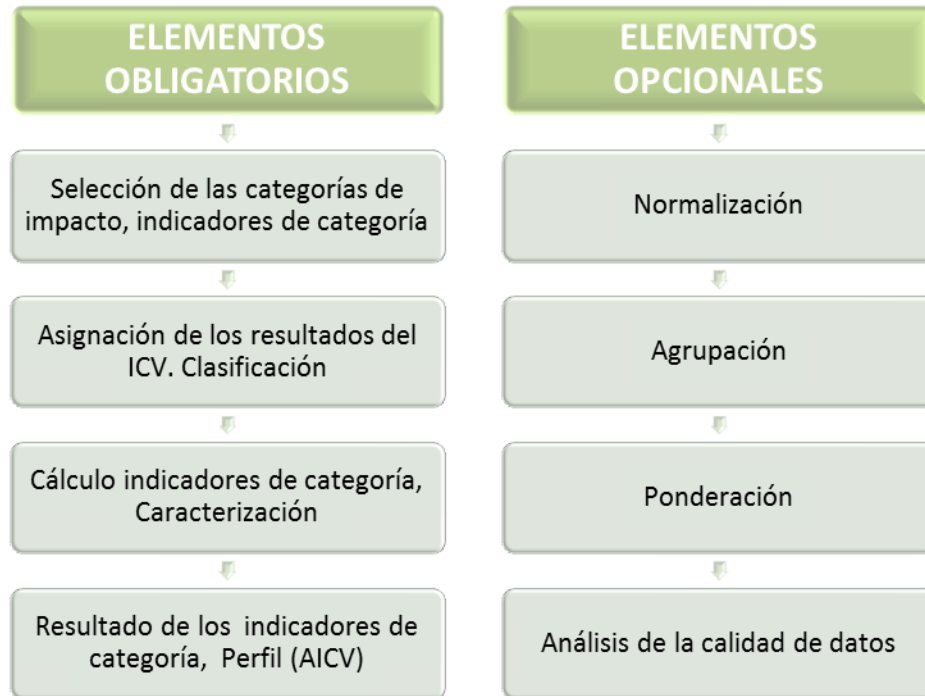 ELEMENTOS
OBLIGATORIOS
Selección de las categorías de
impacto, indicadores de categoría
Asignación de los resultados del
ICV. Clasificación
Cálculo indicadores de categoría,
Caracterización
Resultado de los indicadores de
categoría, Perfil (AICV)
ELEMENTOS
OPCIONALES
Normalización
Agrupación
Ponderación
Análisis de la calidad de datos